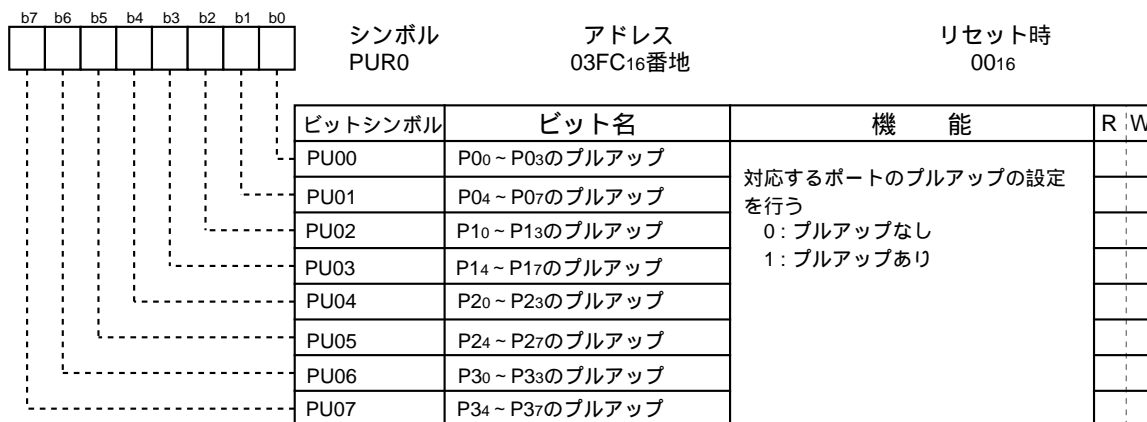 b7 b6 b5 b4 b3 b2 b1 b0
シンボル アドレス リセット時
PUR0 03FC16番地 0016
ビットシンボル ビット名 機 能 R W
PU00 P00 ~ P03のプルアップ
PU01 P04 ~ P07のプルアップ
PU02 P10 ~ P13のプルアップ
PU03 P14 ~ P17のプルアップ
PU04 P20 ~ P23のプルアップ
PU05 P24 ~ P27のプルアップ
PU06 P30 ~ P33のプルアップ
PU07 P34 ~ P37のプルアップ
対応するポートのプルアップの設定
を行う
0 : プルアップなし
1 : プルアップあり